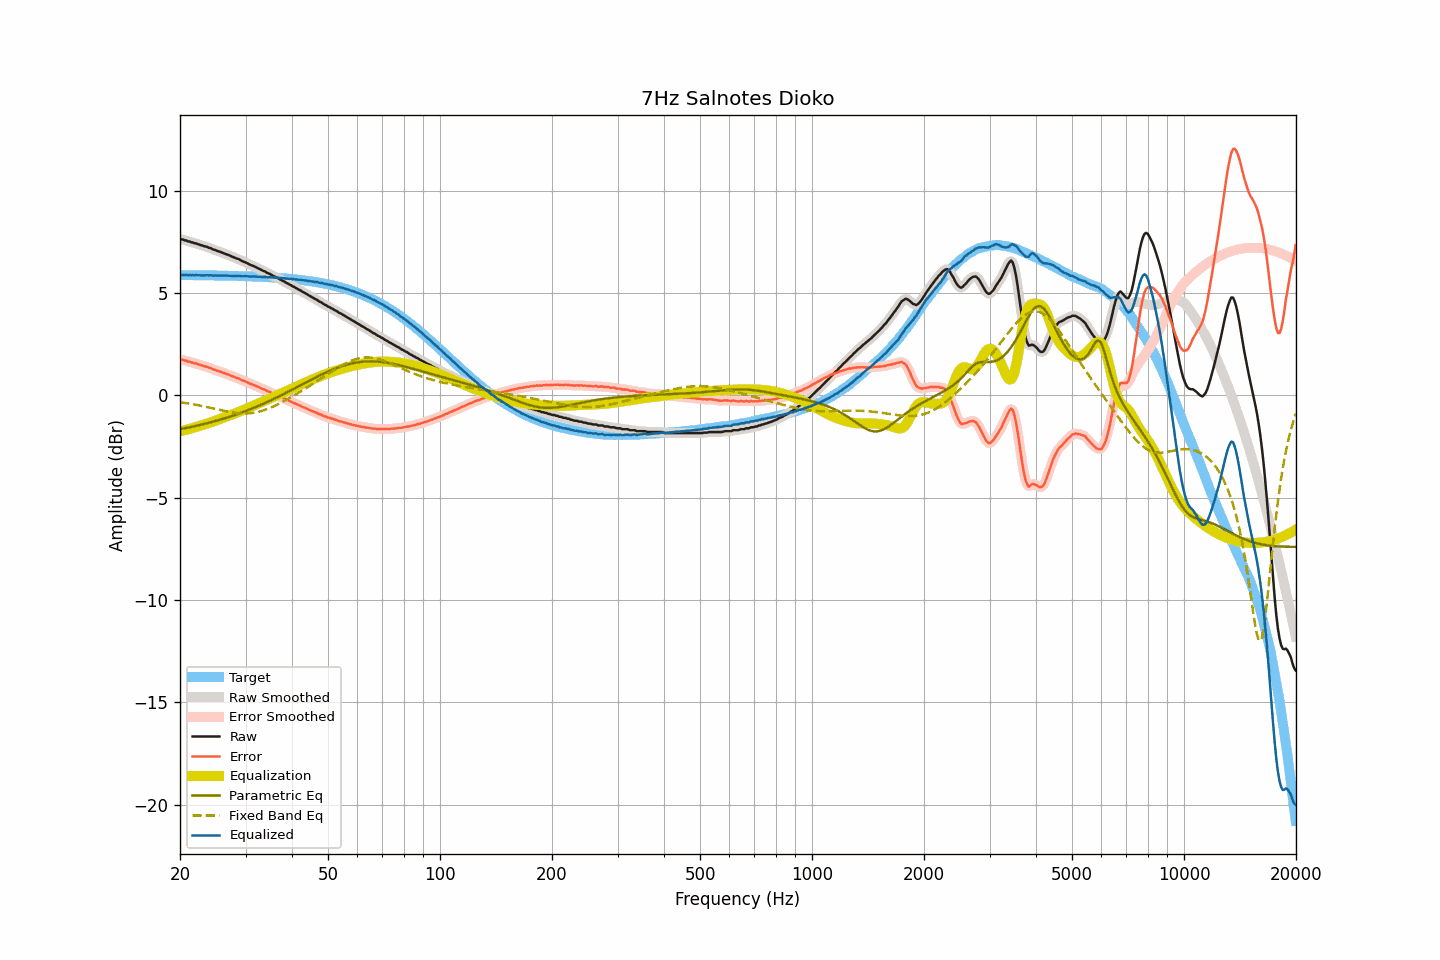 7Hz Salnotes Dioko
Amplitude (dBr)
10
5
0
−5
−10
−15
−20
Target
Raw Smoothed
Error Smoothed
Raw
Error
Equalization
Parametric Eq
Fixed Band Eq
Equalized
20 50 100 200 500 1000 2000 5000 10000 20000
Frequency (Hz)